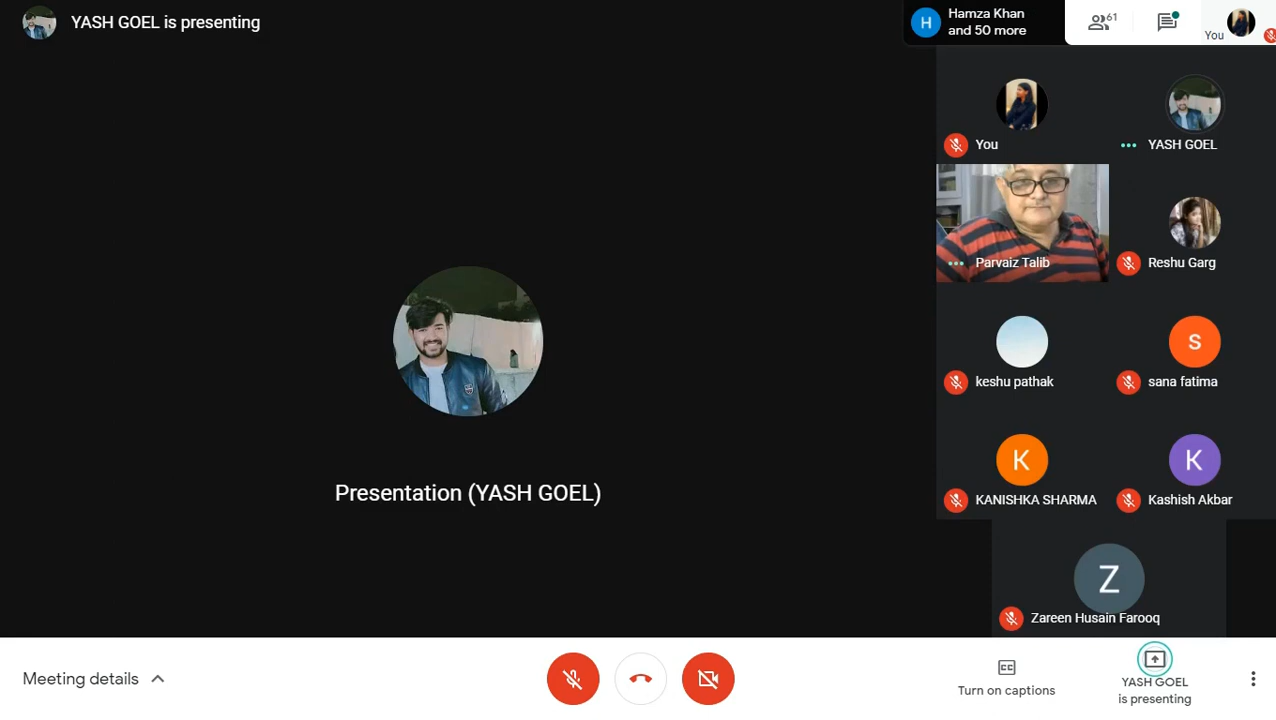 YASH GOEL is presenting
H
Hamza Khan
and 50 more
61
You
You
YASH GOEL
Parvaiz Talib
Reshu Garg
keshu pathak
s
sana fatima
K
KANISHKA SHARMA
K
Kashish Akbar
Z
Zareen Husain Farooq
Presentation (YASH GOEL)
Meeting details
CC
Turn on captions
YASH GOEL
is presenting